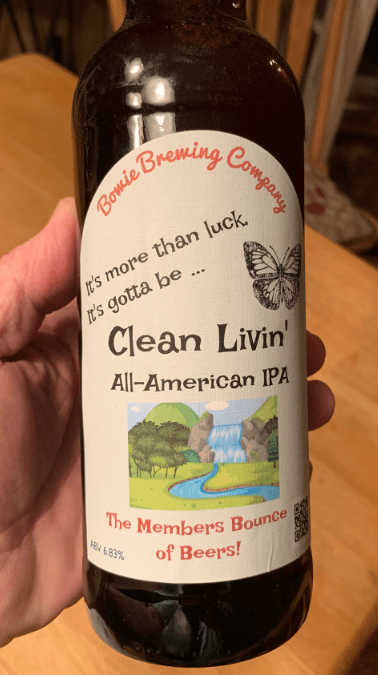 Bowie Brewing Company
It's more than luck.
It's gotta be ...
Clean Livin'
All-American IPA
The Members Bounce
of Beers!
ABV 6.83%